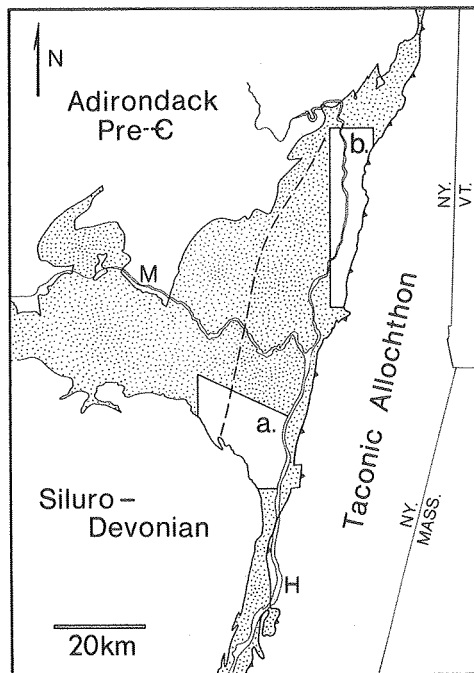 N
Adirondack
Pre-Є
b.
NY.
VT.
M
Taconic Allochthon
a.
Siluro-
Devonian
NY.
MASS.
H
20km